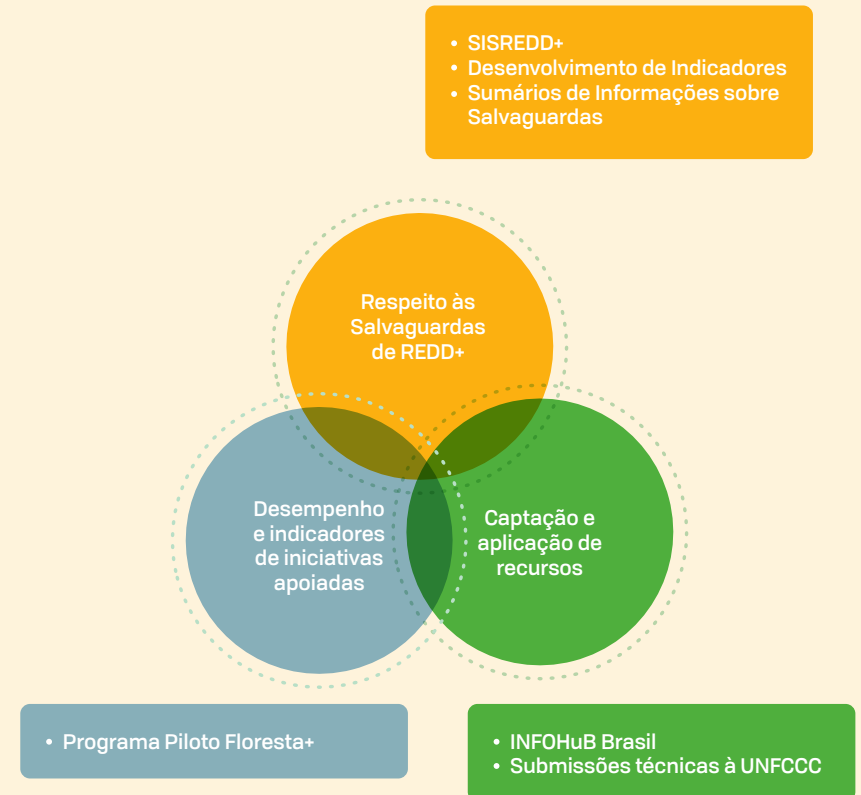 • SISREDD+
• Desenvolvimento de Indicadores
• Sumários de Informações sobre
Salvaguardas
Respeito às
Salvaguardas
de REDD+
Desempenho
e indicadores
de iniciativas
apoiadas
Captação e
aplicação de
recursos
• Programa Piloto Floresta+
• INFOHuB Brasil
• Submissões técnicas à UNFCCC